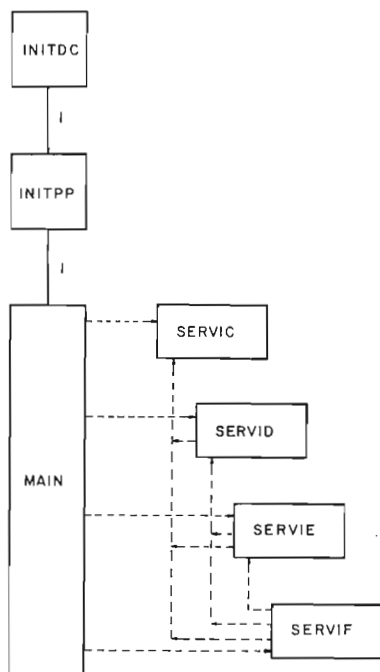 INITDC
I
INITPP
I
SERVIC
SERVID
MAIN
SERVIE
SERVIF